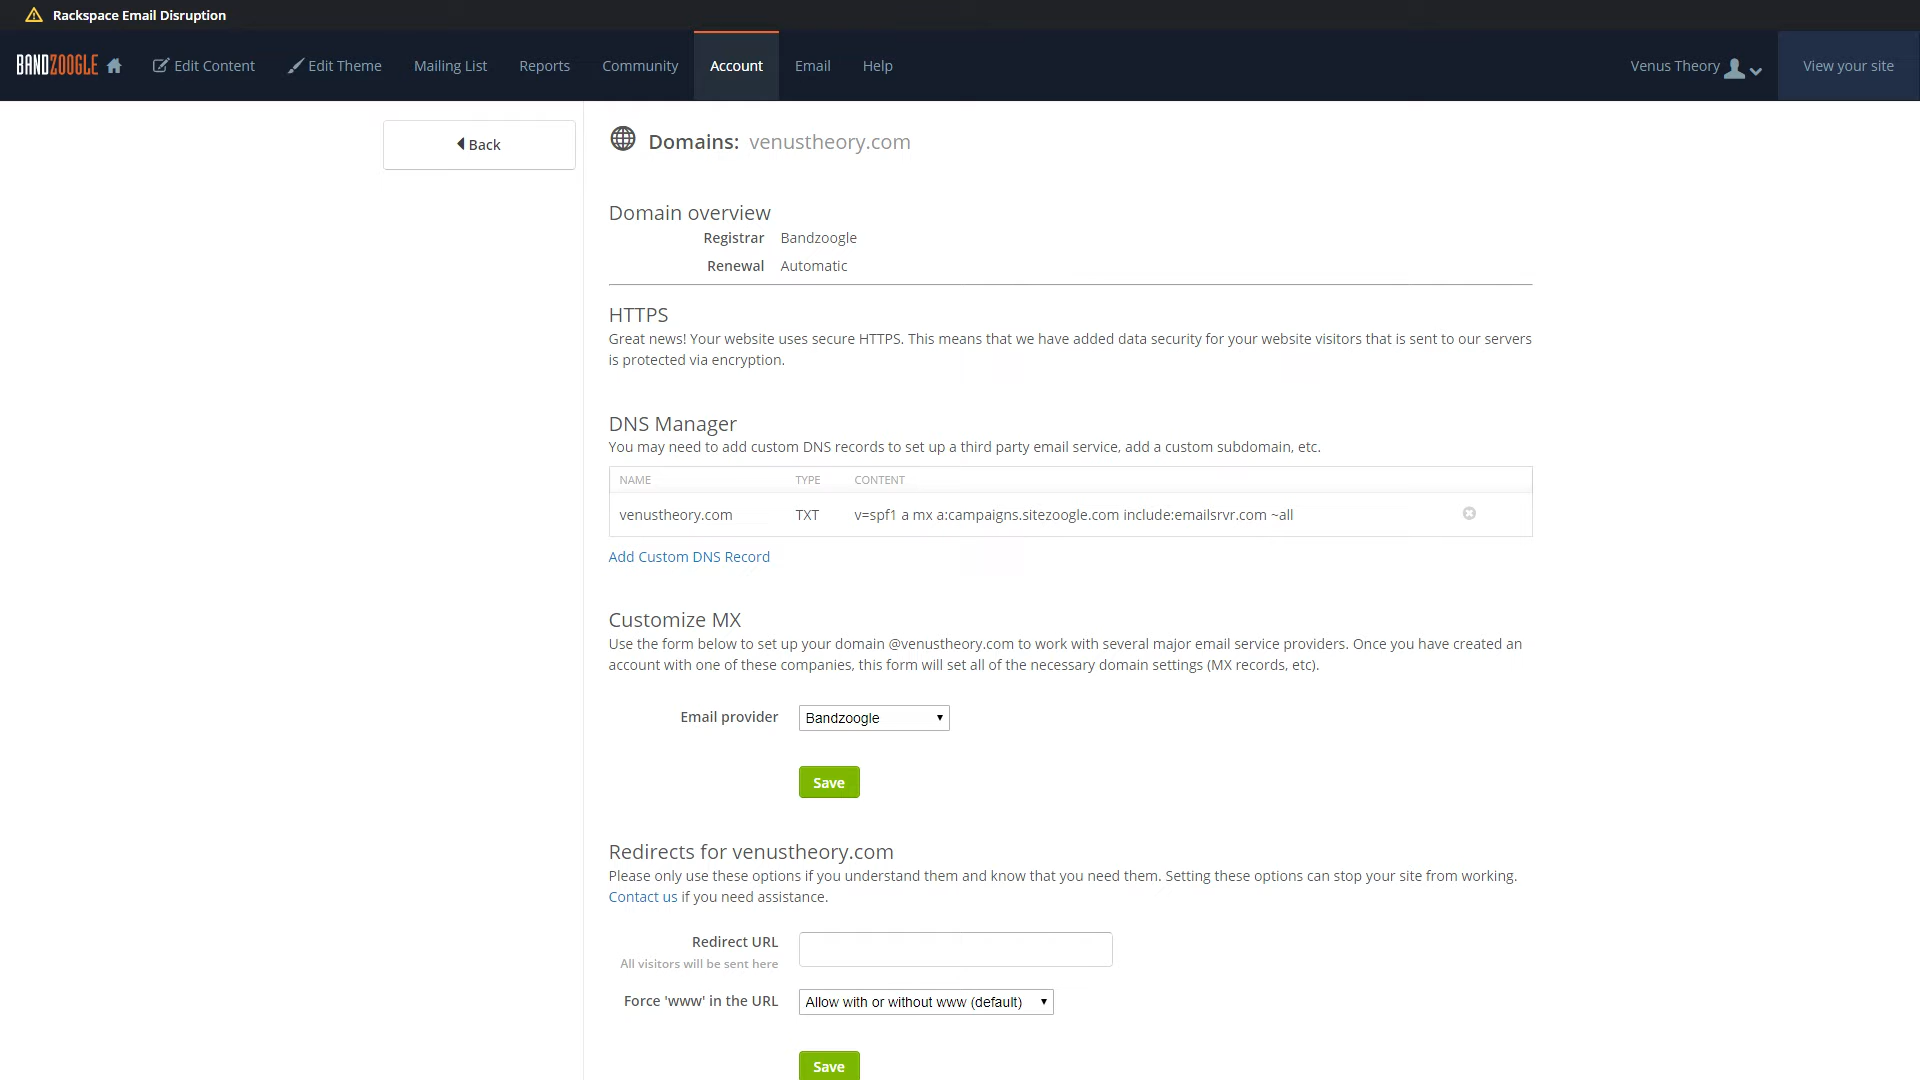 Rackspace Email Disruption
BANDZOOGLE Edit Content Edit Theme Mailing List Reports Community Account Email Help Venus Theory View your site
Back
Domains: venustheory.com
Domain overview
Registrar Bandzoogle
Renewal Automatic
HTTPS
Great news! Your website uses secure HTTPS. This means that we have added data security for your website visitors that is sent to our servers
is protected via encryption.
DNS Manager
You may need to add custom DNS records to set up a third party email service, add a custom subdomain, etc.
NAME TYPE CONTENT
venustheory.com TXT v=spf1 a mx a:campaigns.sitezoogle.com include:emailsrvr.com ~all
Add Custom DNS Record
Customize MX
Use the form below to set up your domain @venustheory.com to work with several major email service providers. Once you have created an
account with one of these companies, this form will set all of the necessary domain settings (MX records, etc).
Email provider Bandzoogle
Save
Redirects for venustheory.com
Please only use these options if you understand them and know that you need them. Setting these options can stop your site from working.
Contact us if you need assistance.
Redirect URL
All visitors will be sent here
Force 'www' in the URL Allow with or without www (default)
Save